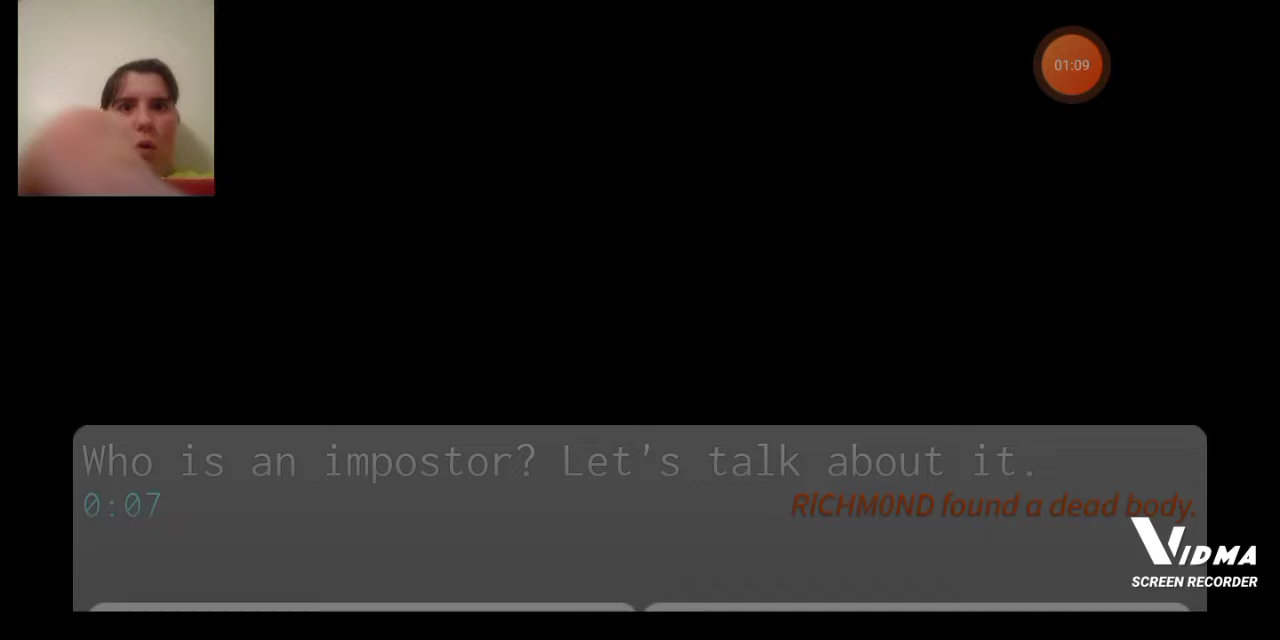 01:09
Who is an impostor? Let's talk about it.
0:07
RICHM0ND found a dead body.
VIDMA
SCREEN RECORDER